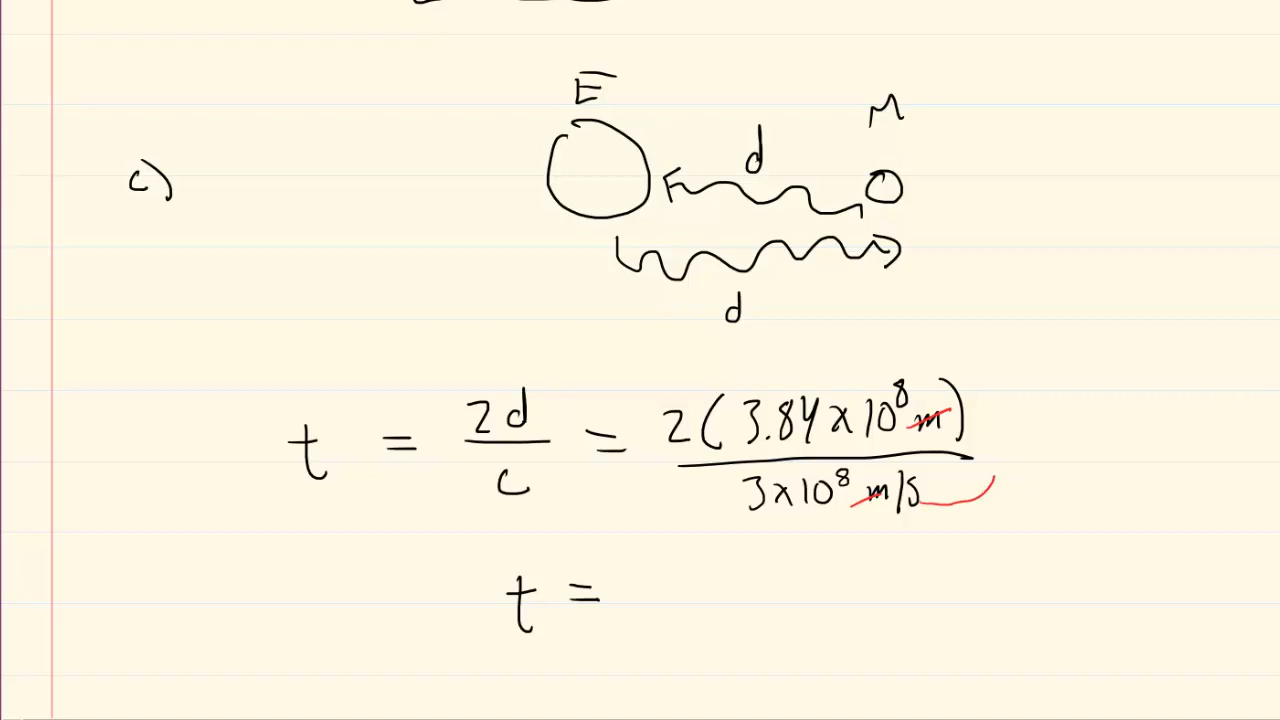 E
M
c)
d
d
t = 2d/c = 2(3.84x10^8 m)/3x10^8 m/s
t =